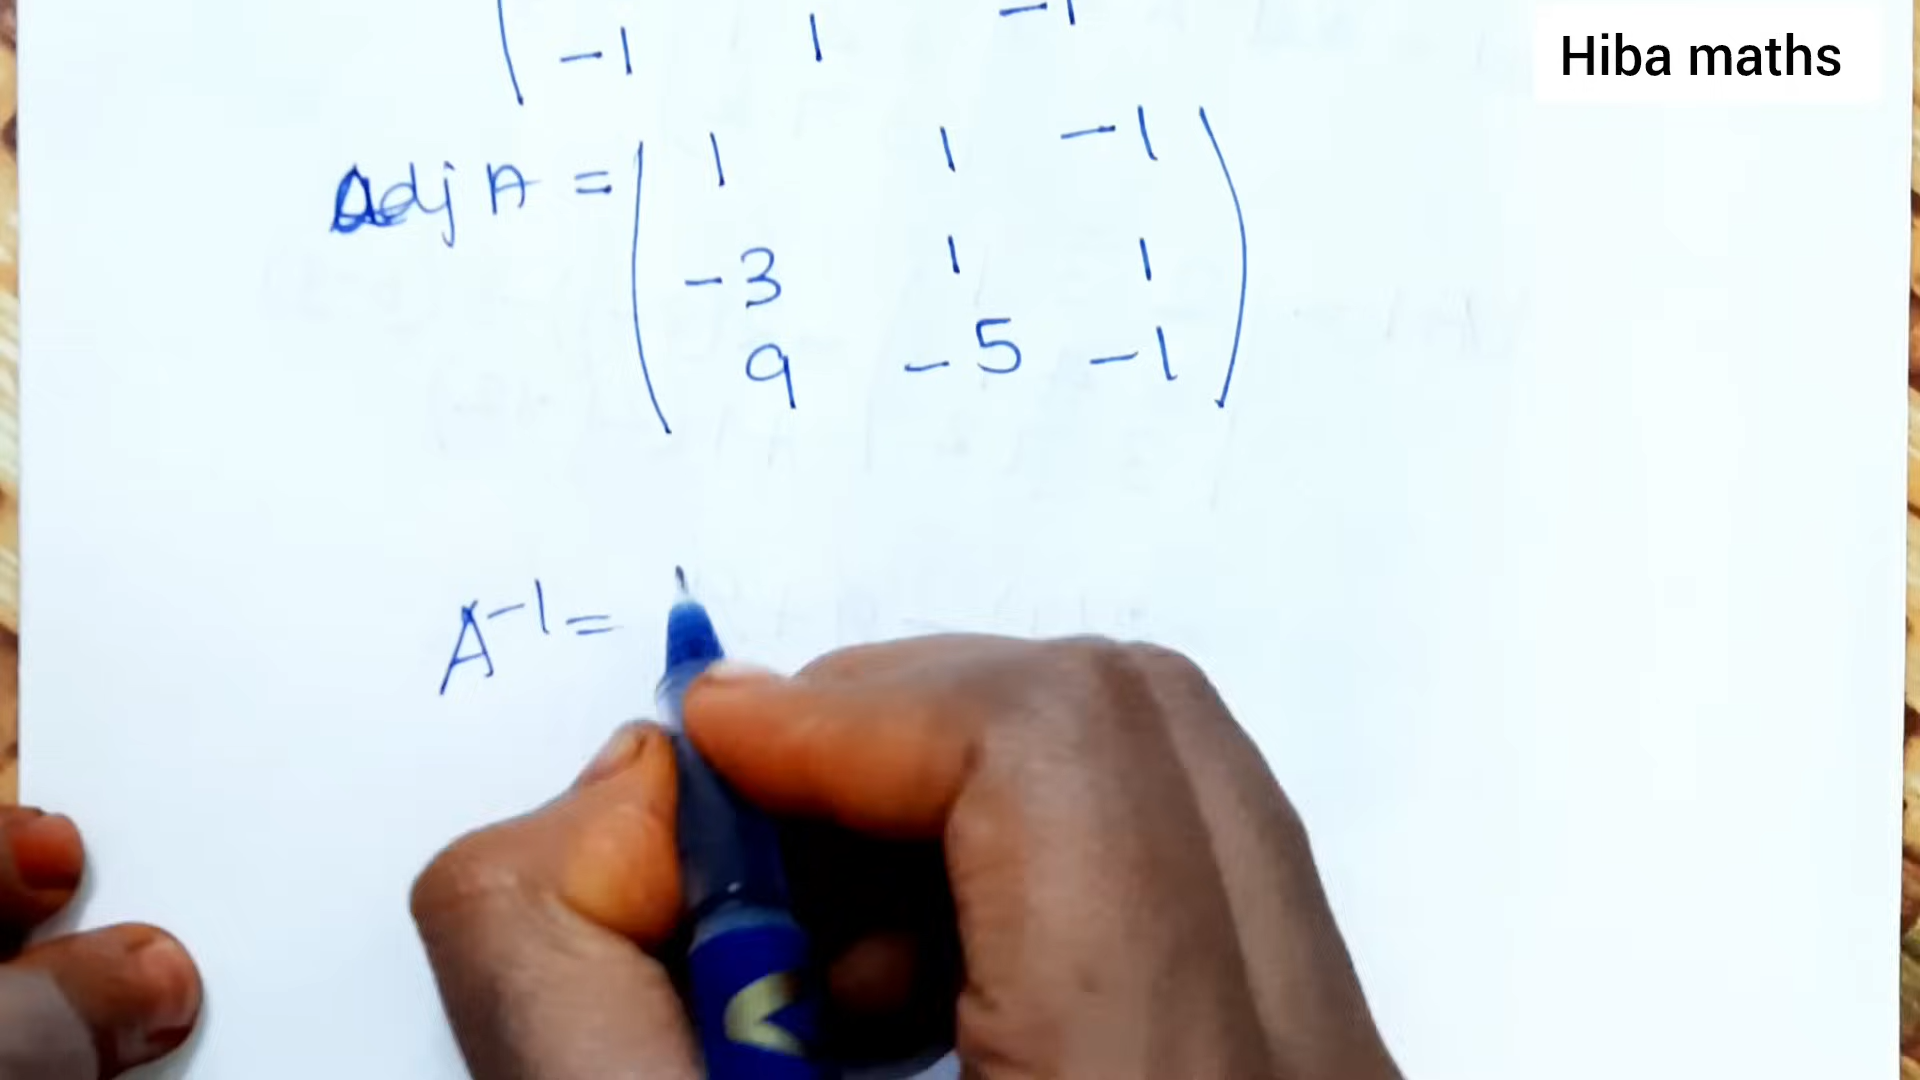 Hiba maths
-1 1 -1
Adj A = ( 1 1 -1
-3 1 1
9 -5 -1 )
A⁻¹ =